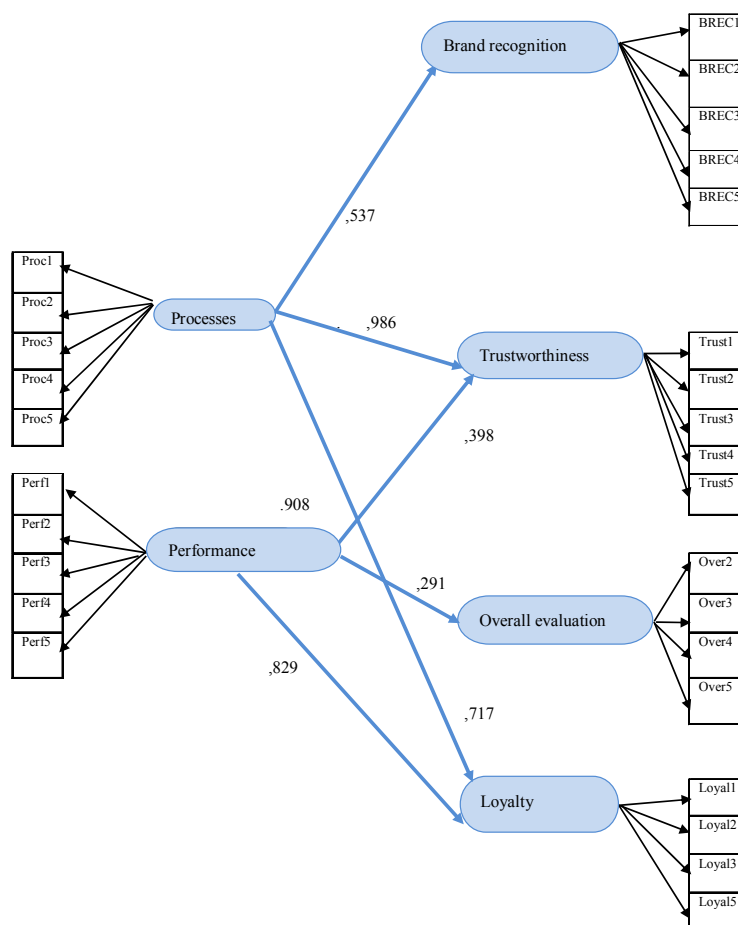 BREC1
Brand recognition
BREC2
BREC3
BREC4
BREC5
,537
Proc1
Proc2
Proc3
Proc4
Proc5
Processes
. ,986
Trustworthiness
Trust1
Trust2
Trust3
Trust4
Trust5
,398
Perf1
Perf2
Perf3
Perf4
Perf5
.908
Performance
,291
Over2
Over3
Over4
Over5
Overall evaluation
,829
,717
Loyalty
Loyal1
Loyal2
Loyal3
Loyal5